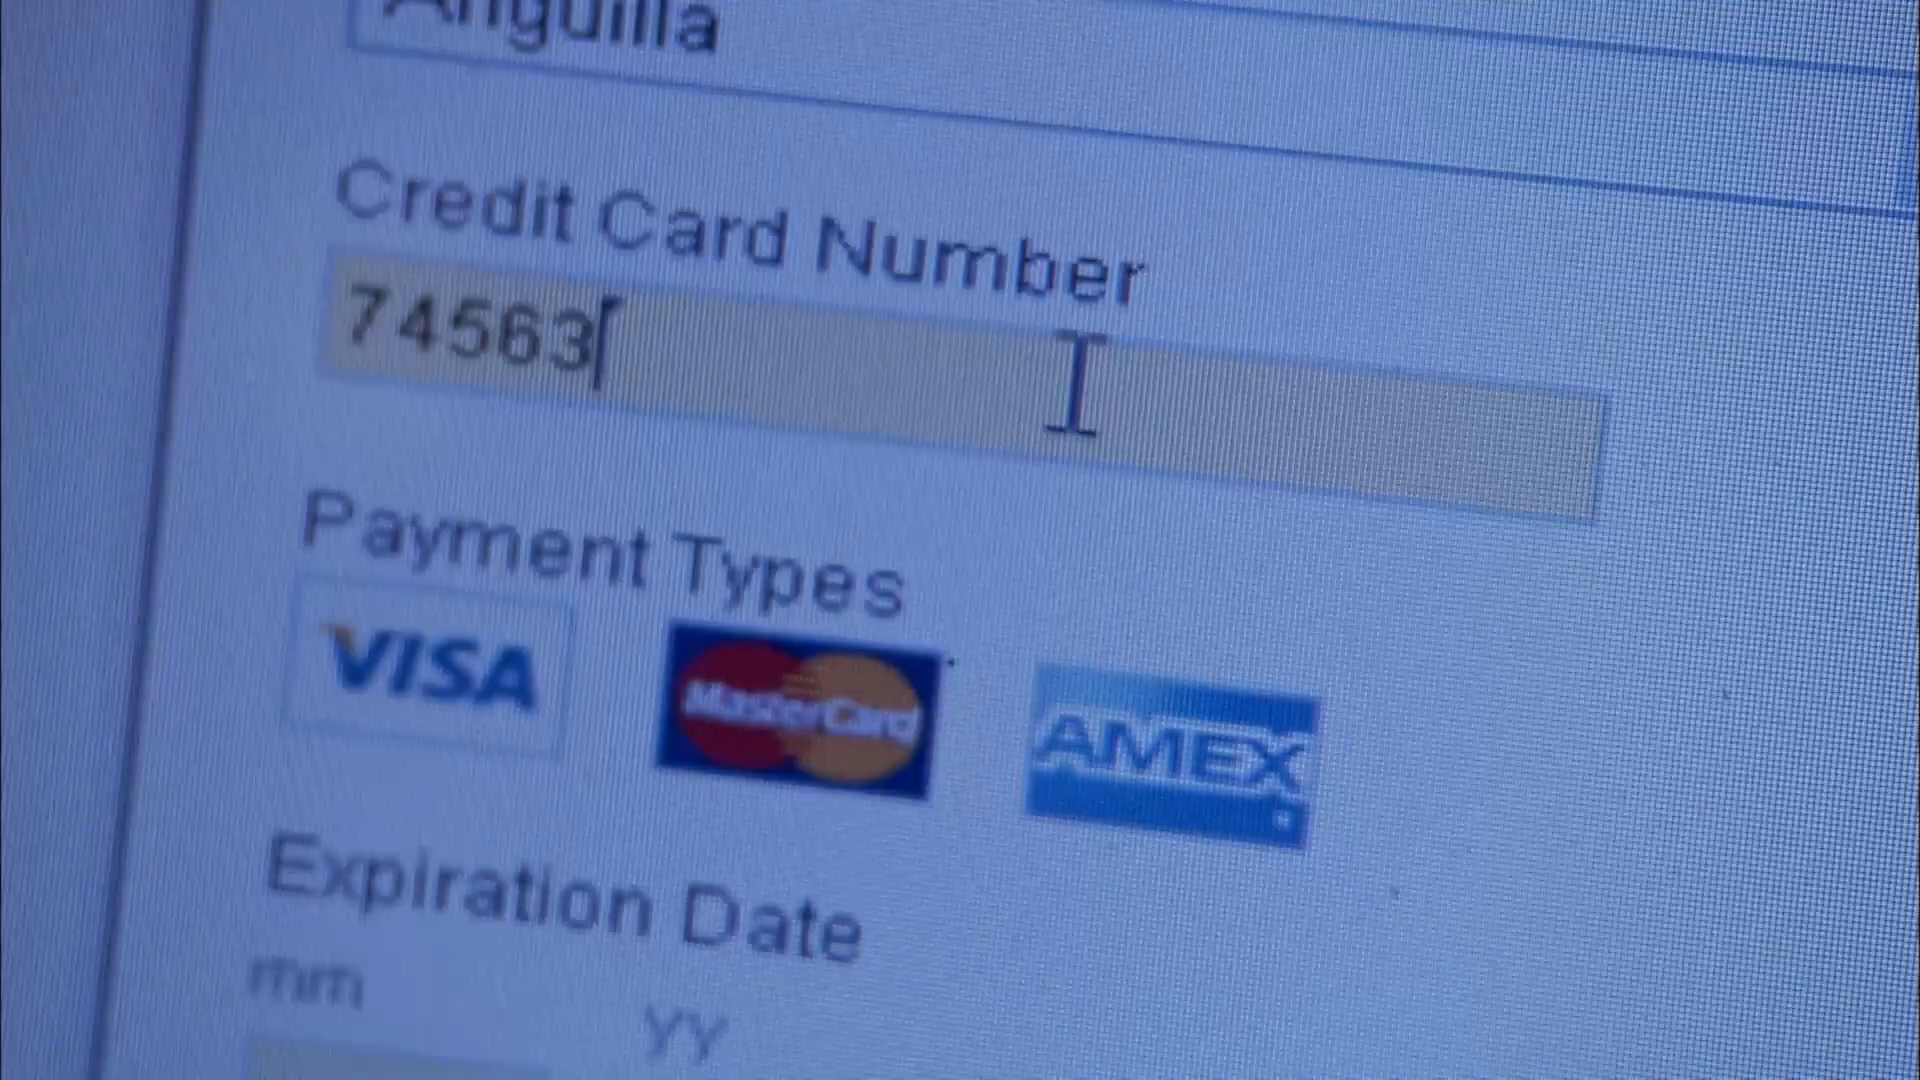 Anguilla
Credit Card Number
74563
Payment Types
VISA MasterCard AMEX
Expiration Date
mm yy